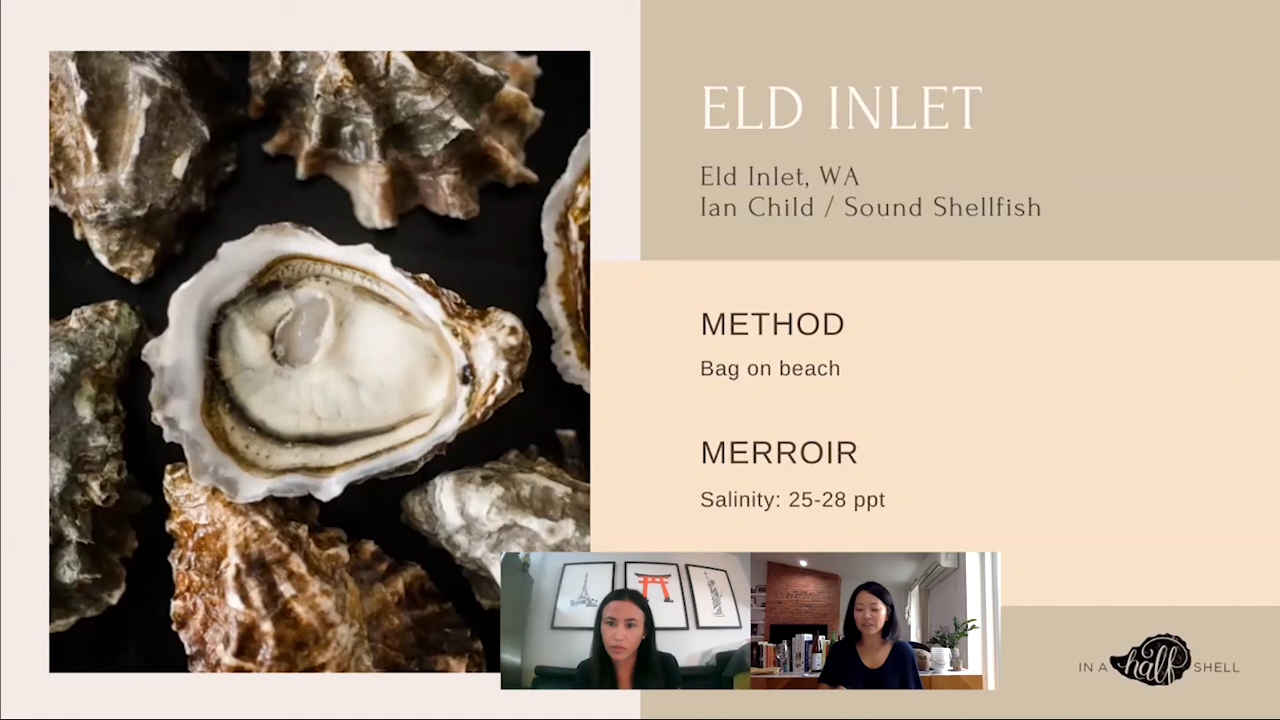 ELD INLET
Eld Inlet, WA
Ian Child / Sound Shellfish
METHOD
Bag on beach
MERROIR
Salinity: 25-28 ppt
IN A half SHELL